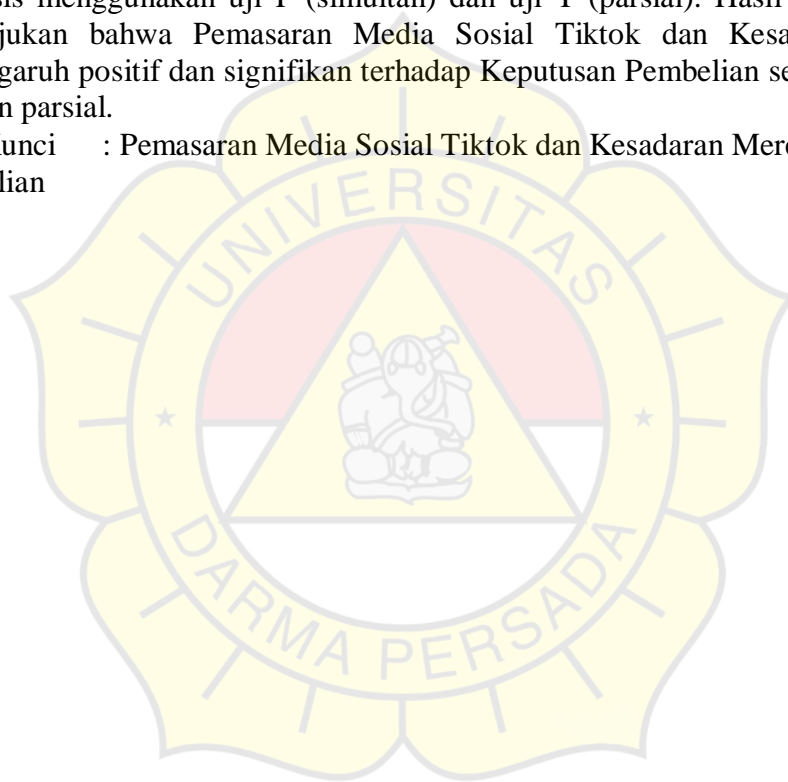 sis menggunakan uji F (simultan) dan uji T (parsial). Hasil
jukan bahwa Pemasaran Media Sosial Tiktok dan Kesa
garuh positif dan signifikan terhadap Keputusan Pembelian se
n parsial.
unci : Pemasaran Media Sosial Tiktok dan Kesadaran Mere
lian
UNIVERSITAS
DARMA PERSADA